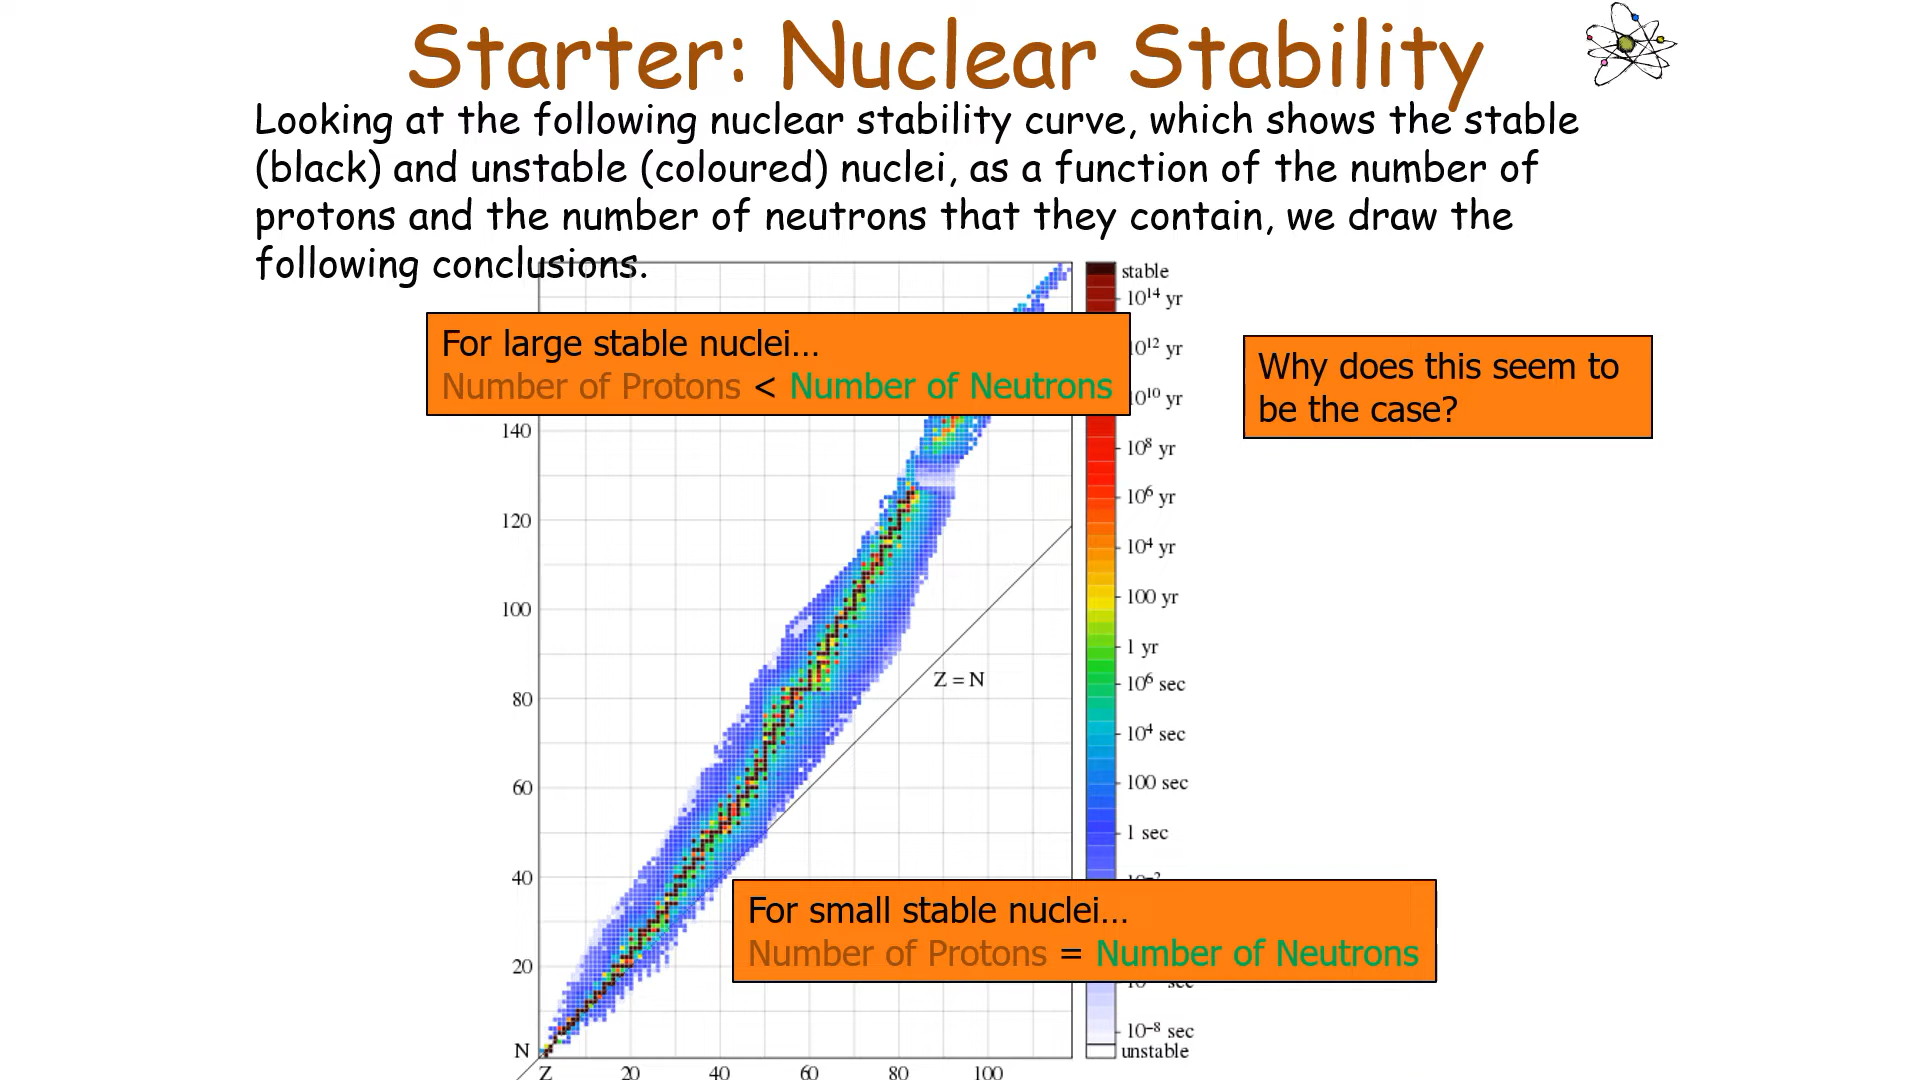 Starter: Nuclear Stability
Looking at the following nuclear stability curve, which shows the stable
(black) and unstable (coloured) nuclei, as a function of the number of
protons and the number of neutrons that they contain, we draw the
following conclusions.
For large stable nuclei…
Number of Protons < Number of Neutrons
Why does this seem to
be the case?
140
120
100
80
60
40
20
N
Z
20
40
60
80
100
Z = N
stable
10¹⁴ yr
10¹² yr
10¹⁰ yr
10⁸ yr
10⁶ yr
10⁴ yr
100 yr
1 yr
10⁶ sec
10⁴ sec
100 sec
1 sec
For small stable nuclei…
Number of Protons = Number of Neutrons
10⁻⁸ sec
unstable